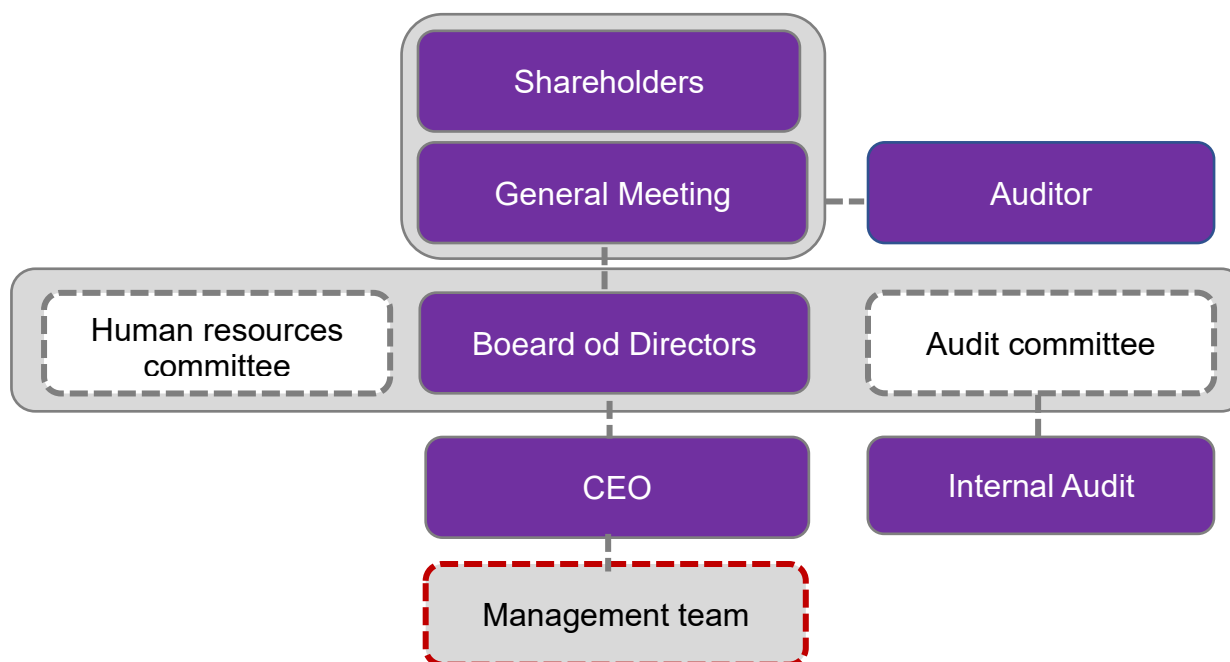 Shareholders
General Meeting
Auditor
Human resources
committee
Boeard od Directors
Audit committee
CEO
Internal Audit
Management team